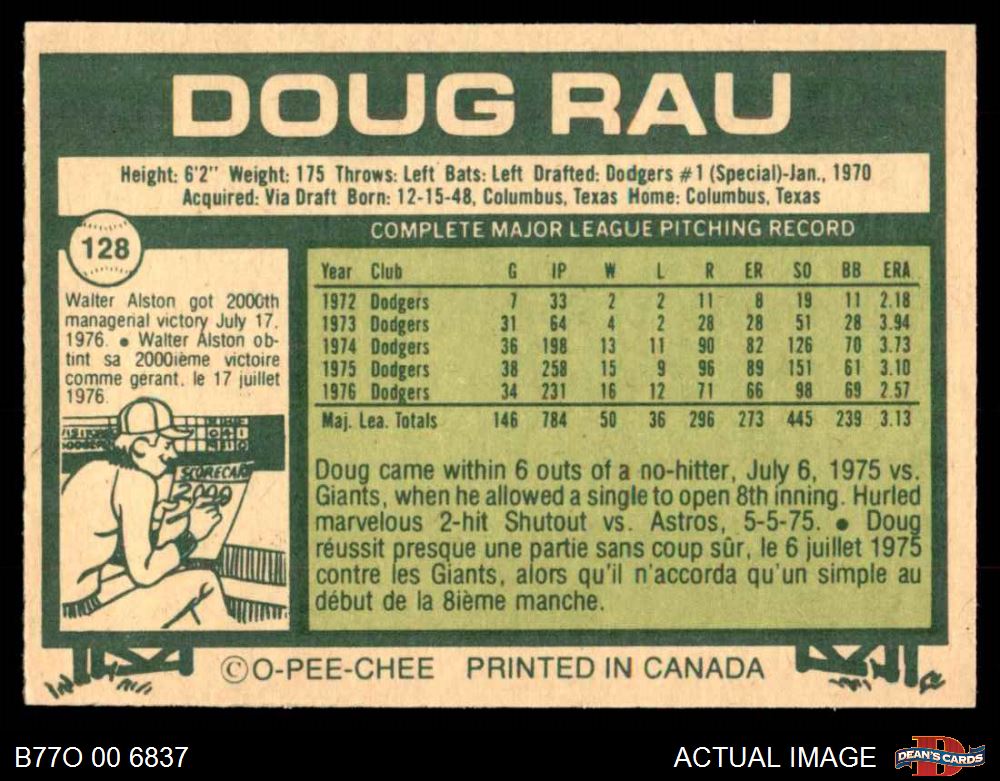 DOUG RAU
Height: 6'2" Weight: 175 Throws: Left Bats: Left Drafted: Dodgers #1 (Special)-Jan., 1970
Acquired: Via Draft Born: 12-15-48, Columbus, Texas Home: Columbus, Texas
128
Walter Alston got 2000th
managerial victory July 17,
1976. ● Walter Alston ob-
tint sa 2000ième victoire
comme gérant, le 17 juillet
1976.
SCORECARD
2000
COMPLETE MAJOR LEAGUE PITCHING RECORD
Year Club G IP W L R ER SO BB ERA
1972 Dodgers 7 33 2 2 11 8 19 11 2.18
1973 Dodgers 31 64 4 2 28 28 51 28 3.94
1974 Dodgers 36 198 13 11 90 82 126 70 3.73
1975 Dodgers 38 258 15 9 96 89 151 61 3.10
1976 Dodgers 34 231 16 12 71 66 98 69 2.57
Maj. Lea. Totals 146 784 50 36 296 273 445 239 3.13
Doug came within 6 outs of a no-hitter, July 6, 1975 vs.
Giants, when he allowed a single to open 8th inning. Hurled
marvelous 2-hit Shutout vs. Astros, 5-5-75. ● Doug
réussit presque une partie sans coup sûr, le 6 juillet 1975
contre les Giants, alors qu'il n'accorda qu'un simple au
début de la 8ième manche.
©O-PEE-CHEE PRINTED IN CANADA
B77O 00 6837
ACTUAL IMAGE
D
DEAN'S CARDS